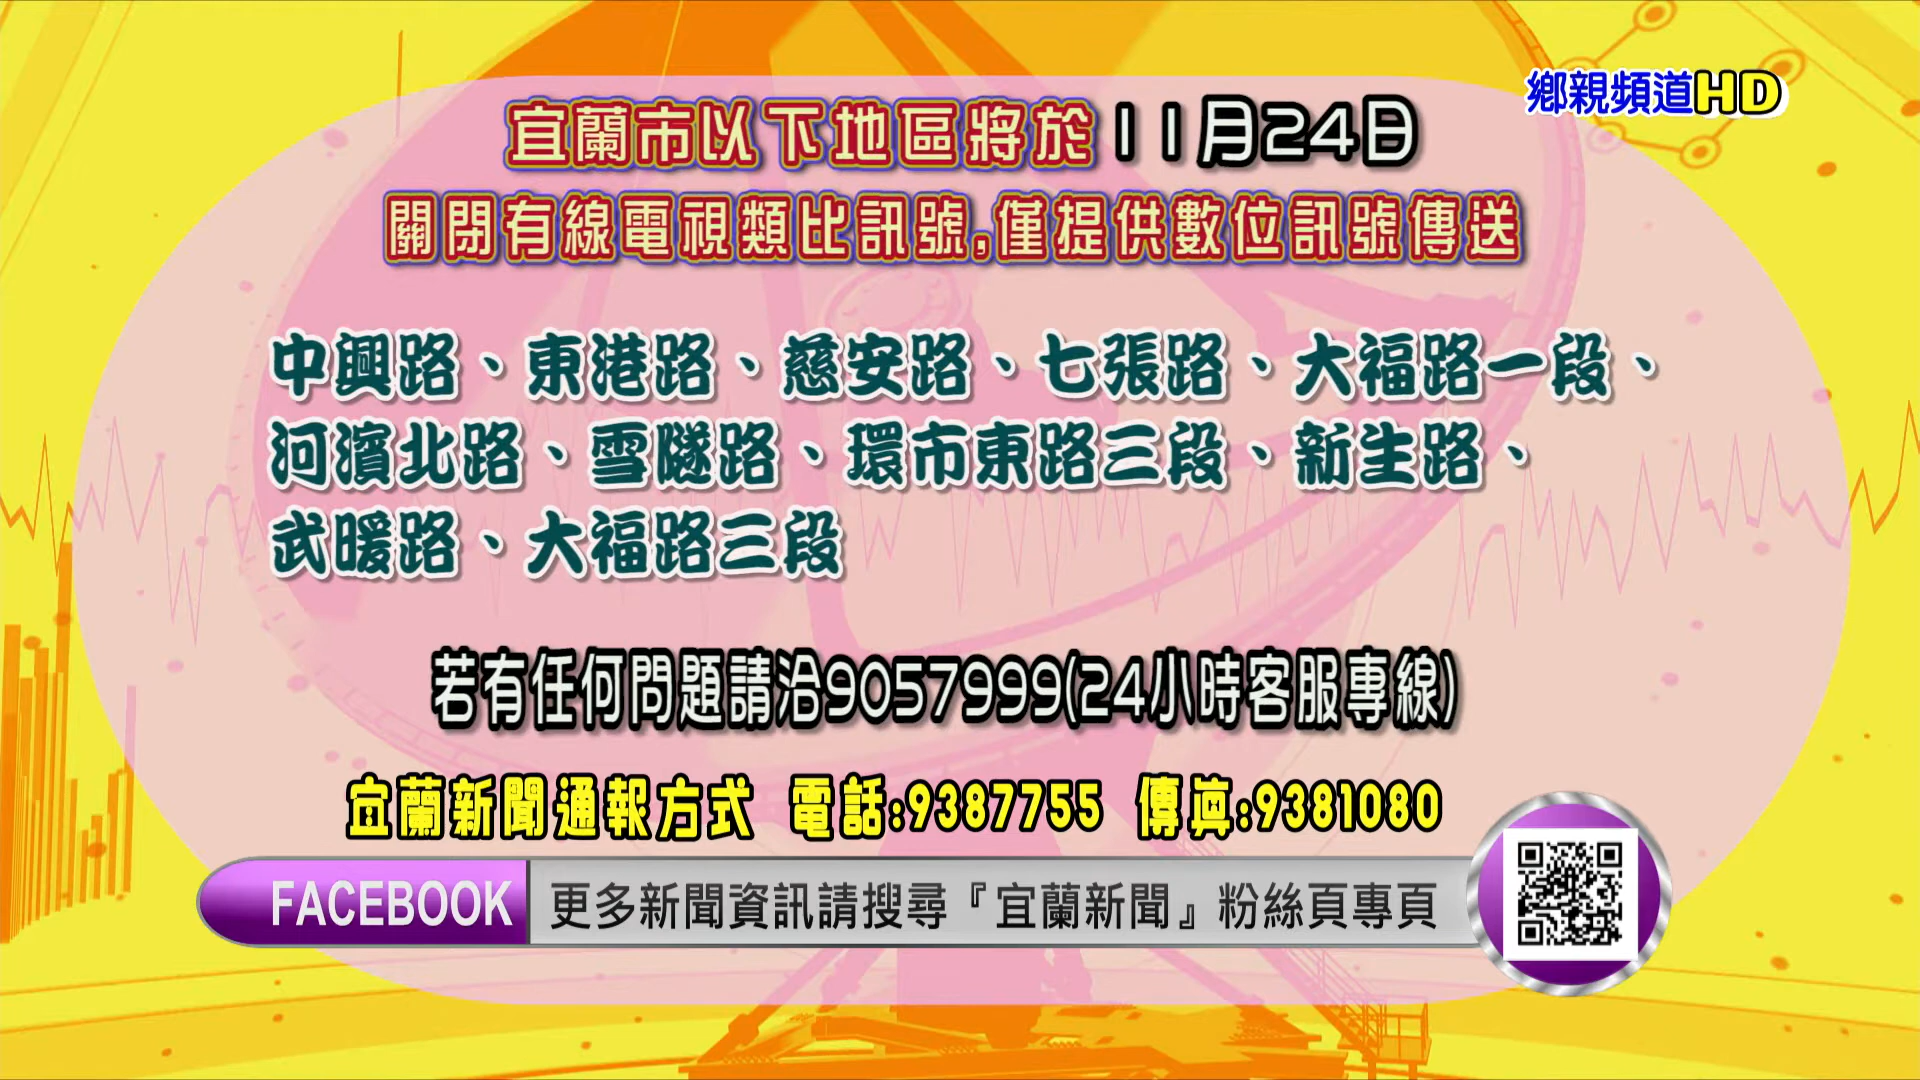 鄉親頻道HD
宜蘭市以下地區將於11月24日
關閉有線電視類比訊號,僅提供數位訊號傳送
中興路、東港路、慈安路、七張路、大福路一段、
河濱北路、雪隧路、環市東路三段、新生路、
武暖路、大福路三段
若有任何問題請洽9057999(24小時客服專線)
宜蘭新聞通報方式 電話:9387755 傳真:9381080
FACEBOOK 更多新聞資訊請搜尋『宜蘭新聞』粉絲頁專頁